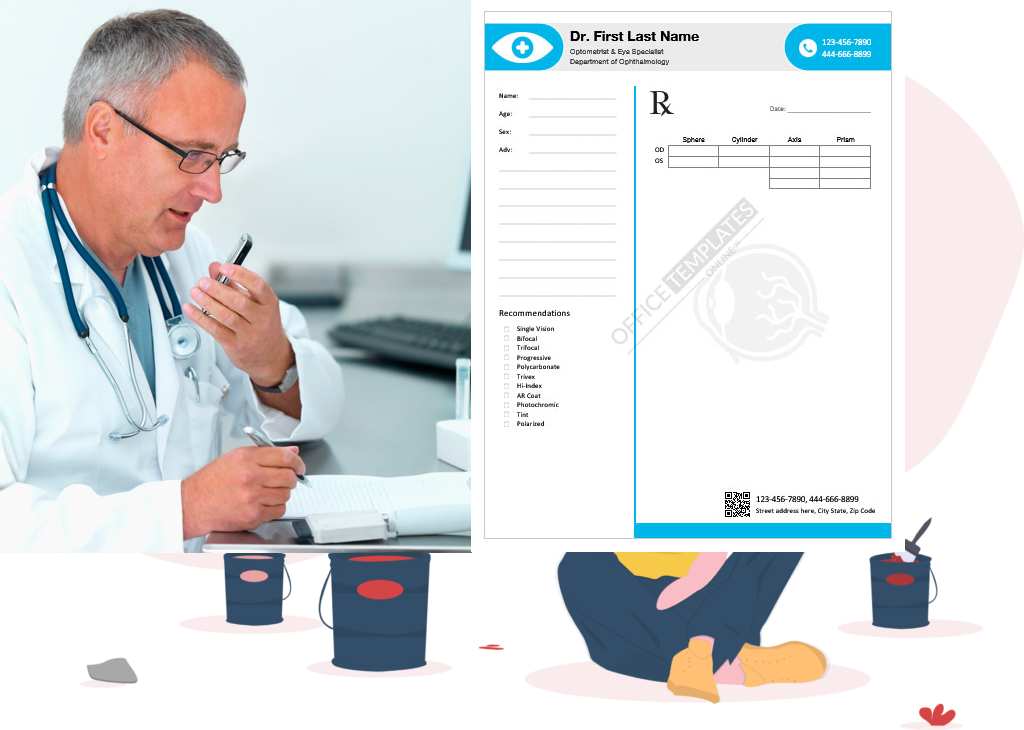 Dr. First Last Name
Optometrist & Eye Specialist
Department of Ophthalmology
123-456-7890
444-666-8899
Name:
Age:
Sex:
Adv:
Recommendations
Single Vision
Bifocal
Trifocal
Progressive
Polycarbonate
Trivex
Hi-Index
AR Coat
Photochromic
Tint
Polarized
Rx
Date:
Sphere Cylinder Axis Prism
OD
OS
OFFICE TEMPLATES
ONLINE
123-456-7890, 444-666-8899
Street address here, City State, Zip Code